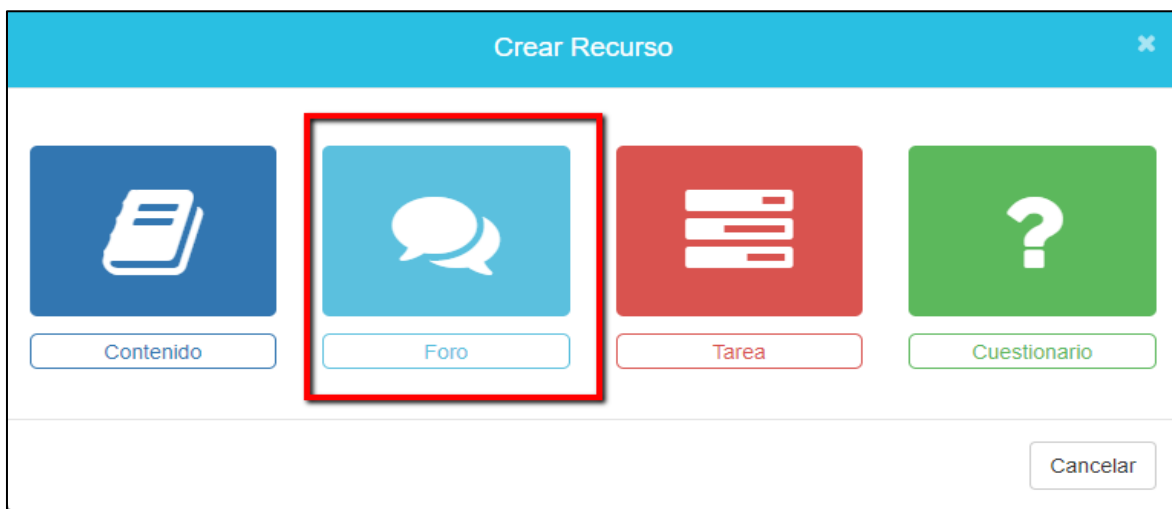 Crear Recurso
Contenido
Foro
Tarea
Cuestionario
Cancelar